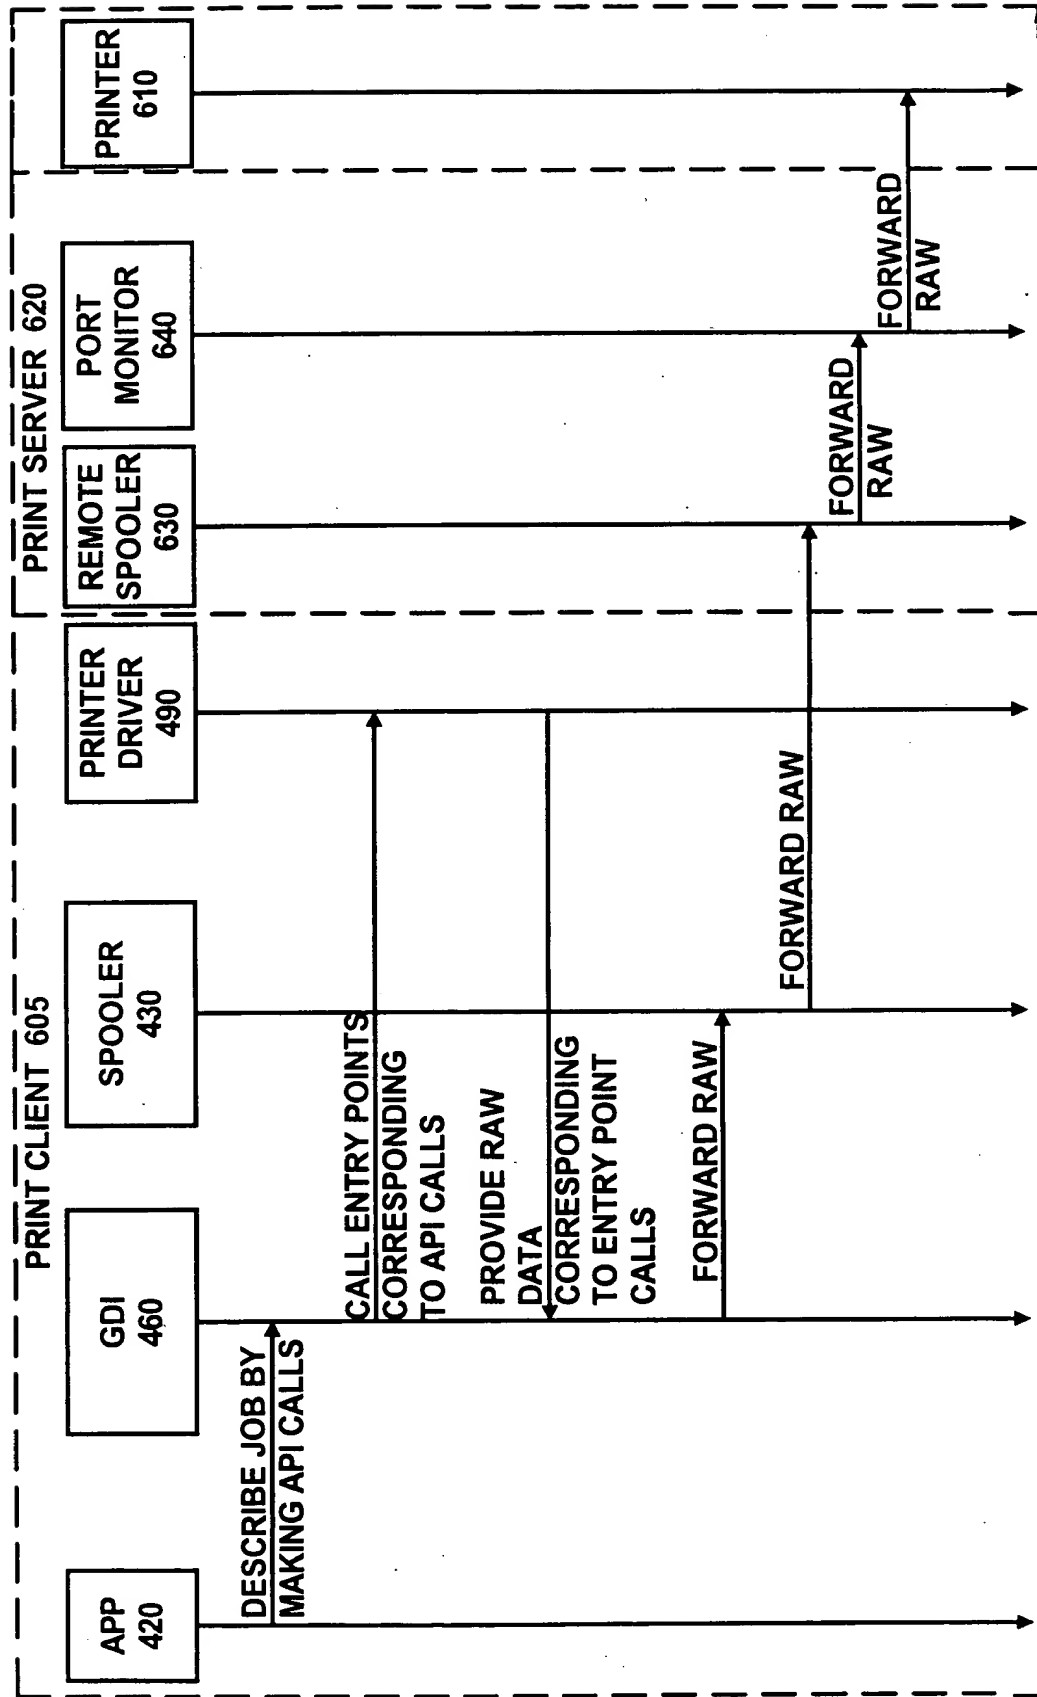 PRINT CLIENT 605
PRINT SERVER 620
APP
420
GDI
460
SPOOLER
430
PRINTER
DRIVER
490
REMOTE
SPOOLER
630
PORT
MONITOR
640
PRINTER
610
DESCRIBE JOB BY
MAKING API CALLS
CALL ENTRY POINTS
CORRESPONDING
TO API CALLS
PROVIDE RAW
DATA
CORRESPONDING
TO ENTRY POINT
CALLS
FORWARD RAW
FORWARD RAW
FORWARD
RAW
FORWARD
RAW